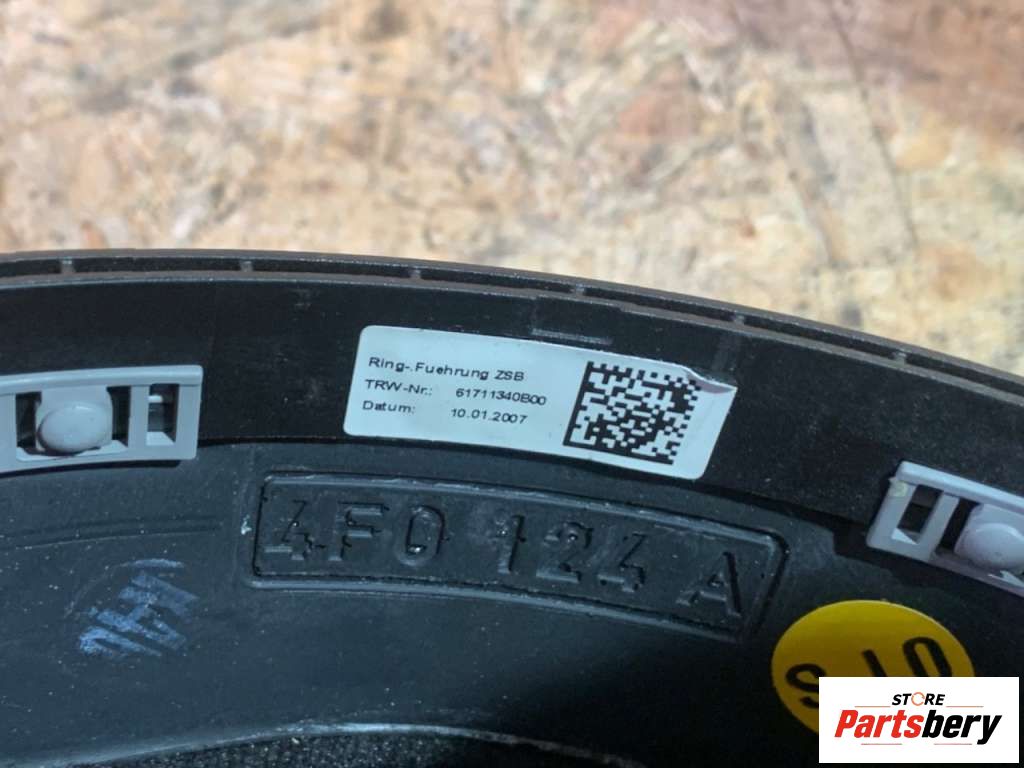 Ring-.Fuehrung ZSB
TRW-Nr.: 61711340B00
Datum: 10.01.2007
4F0 124 A
STORE
Partsbery